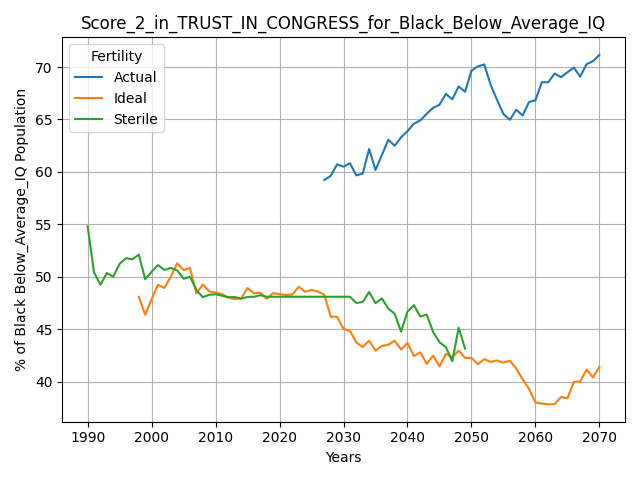 Score_2_in_TRUST_IN_CONGRESS_for_Black_Below_Average_IQ
Fertility
Actual
Ideal
Sterile
% of Black Below_Average_IQ Population
70
65
60
55
50
45
40
1990
2000
2010
2020
2030
2040
2050
2060
2070
Years